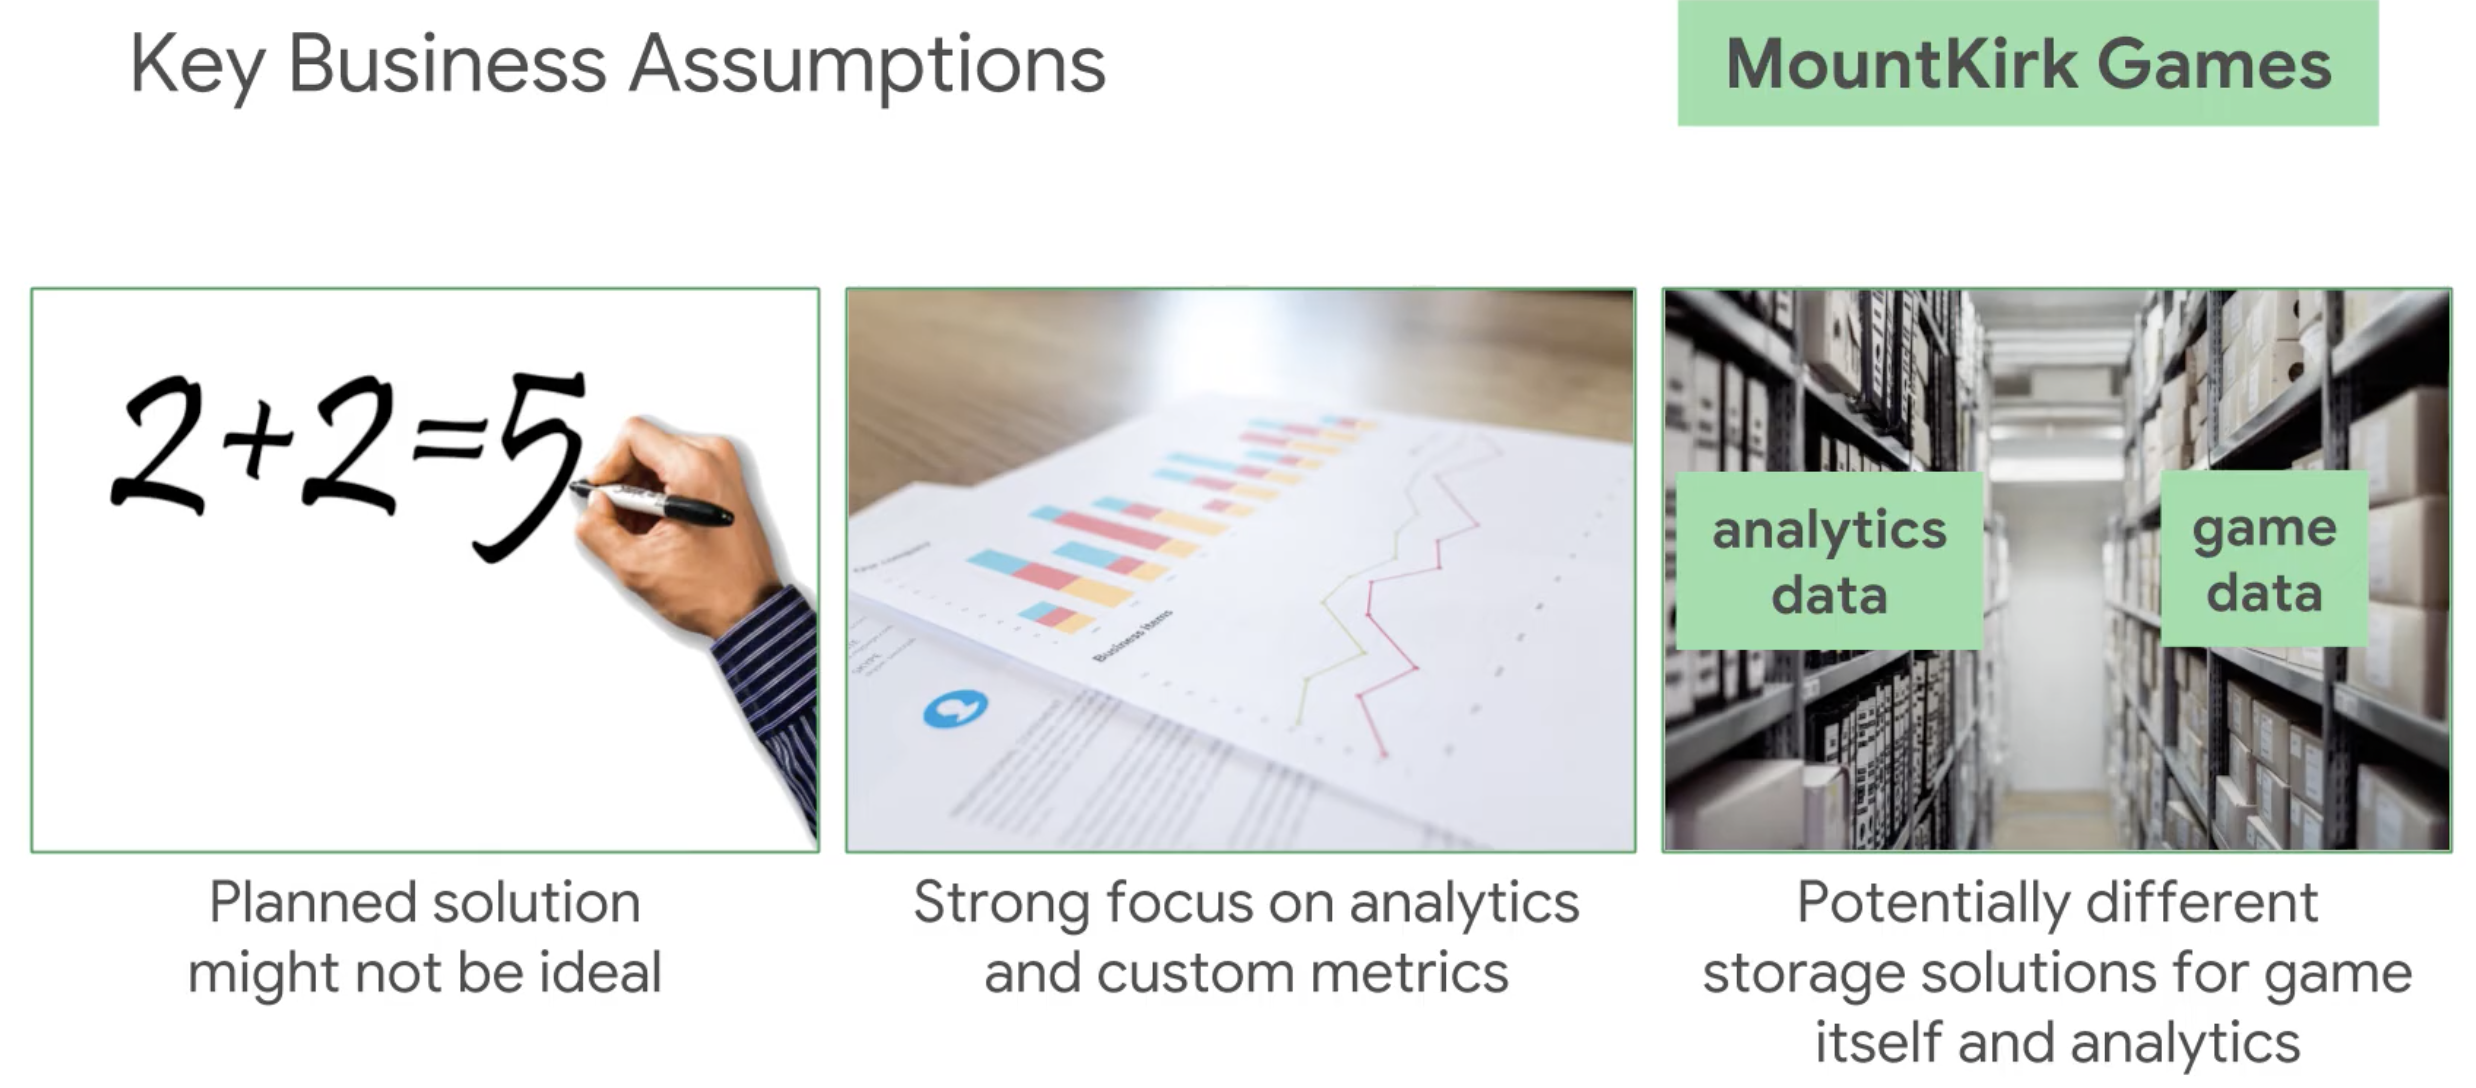 Key Business Assumptions
MountKirk Games
2+2=5
Business items
analytics
data
game
data
Planned solution
might not be ideal
Strong focus on analytics
and custom metrics
Potentially different
storage solutions for game
itself and analytics